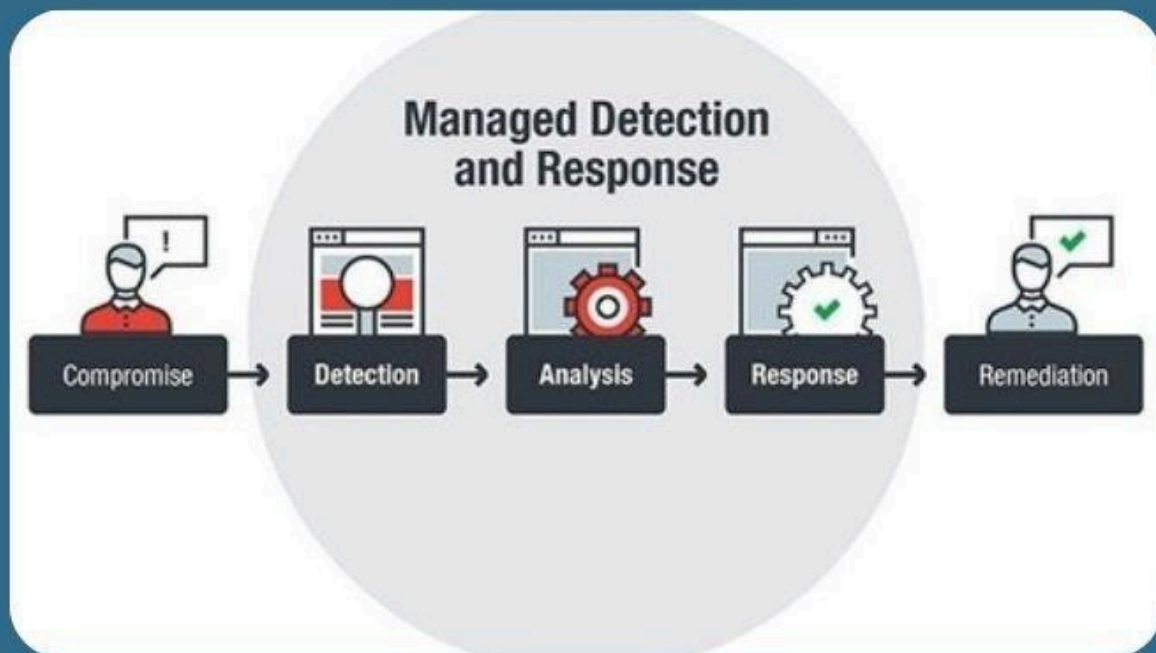 Managed Detection
and Response
!
Compromise
Detection
Analysis
Response
Remediation